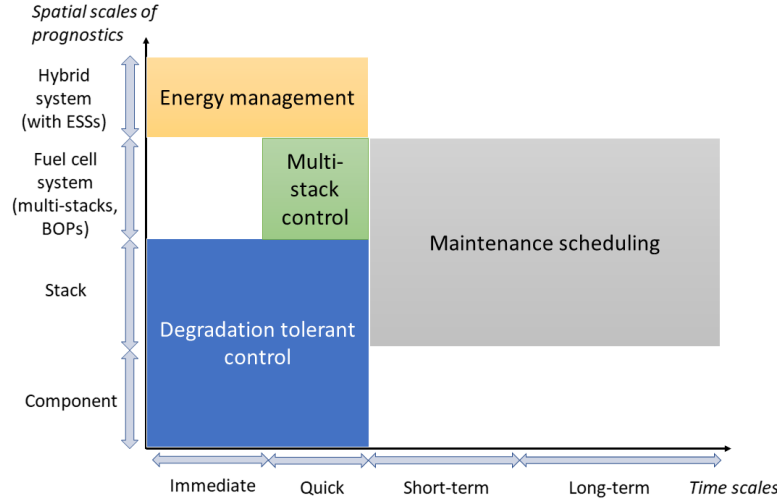 Spatial scales of
prognostics
Hybrid
system
(with ESSs)
Energy management
Fuel cell
system
(multi-stacks,
BOPs)
Multi-
stack
control
Maintenance scheduling
Stack
Degradation tolerant
control
Component
Immediate
Quick
Short-term
Long-term
Time scales